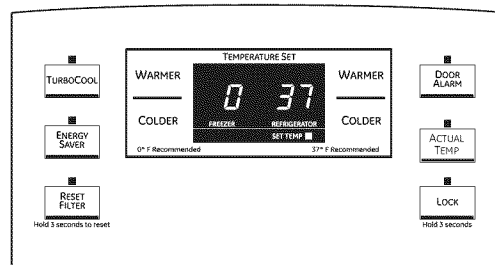 TEMPERATURE SET
TURBOCOOL
WARMER
WARMER
DOOR
ALARM
0 37
COLDER
COLDER
FREEZER REFRIGERATOR
SET TEMP
0° F Recommended
37° F Recommended
ENERGY
SAVER
ACTUAL
TEMP
RESET
FILTER
Hold 3 seconds to reset
LOCK
Hold 3 seconds